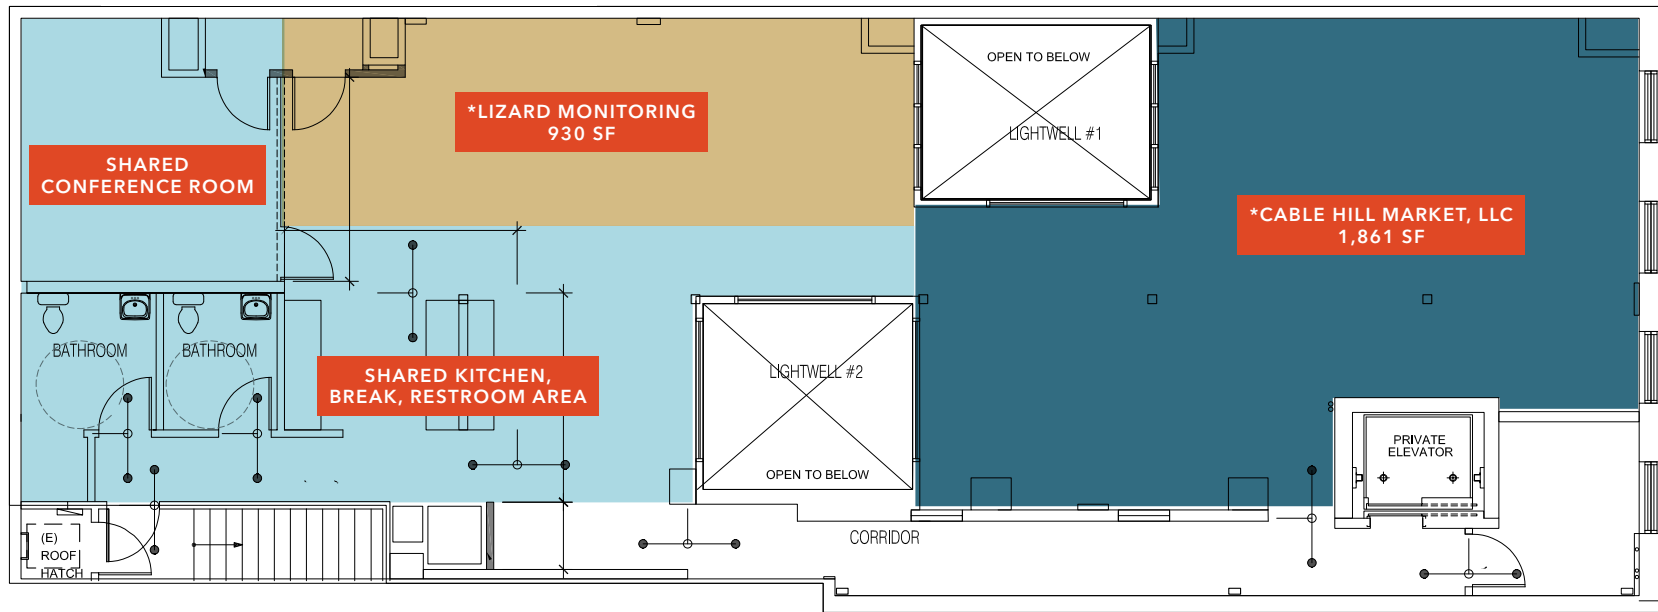 OPEN TO BELOW
*LIZARD MONITORING
930 SF
LIGHTWELL #1
SHARED
CONFERENCE ROOM
*CABLE HILL MARKET, LLC
1,861 SF
BATHROOM
BATHROOM
SHARED KITCHEN,
BREAK, RESTROOM AREA
LIGHTWELL #2
OPEN TO BELOW
PRIVATE
ELEVATOR
CORRIDOR
(E)
ROOF
HATCH